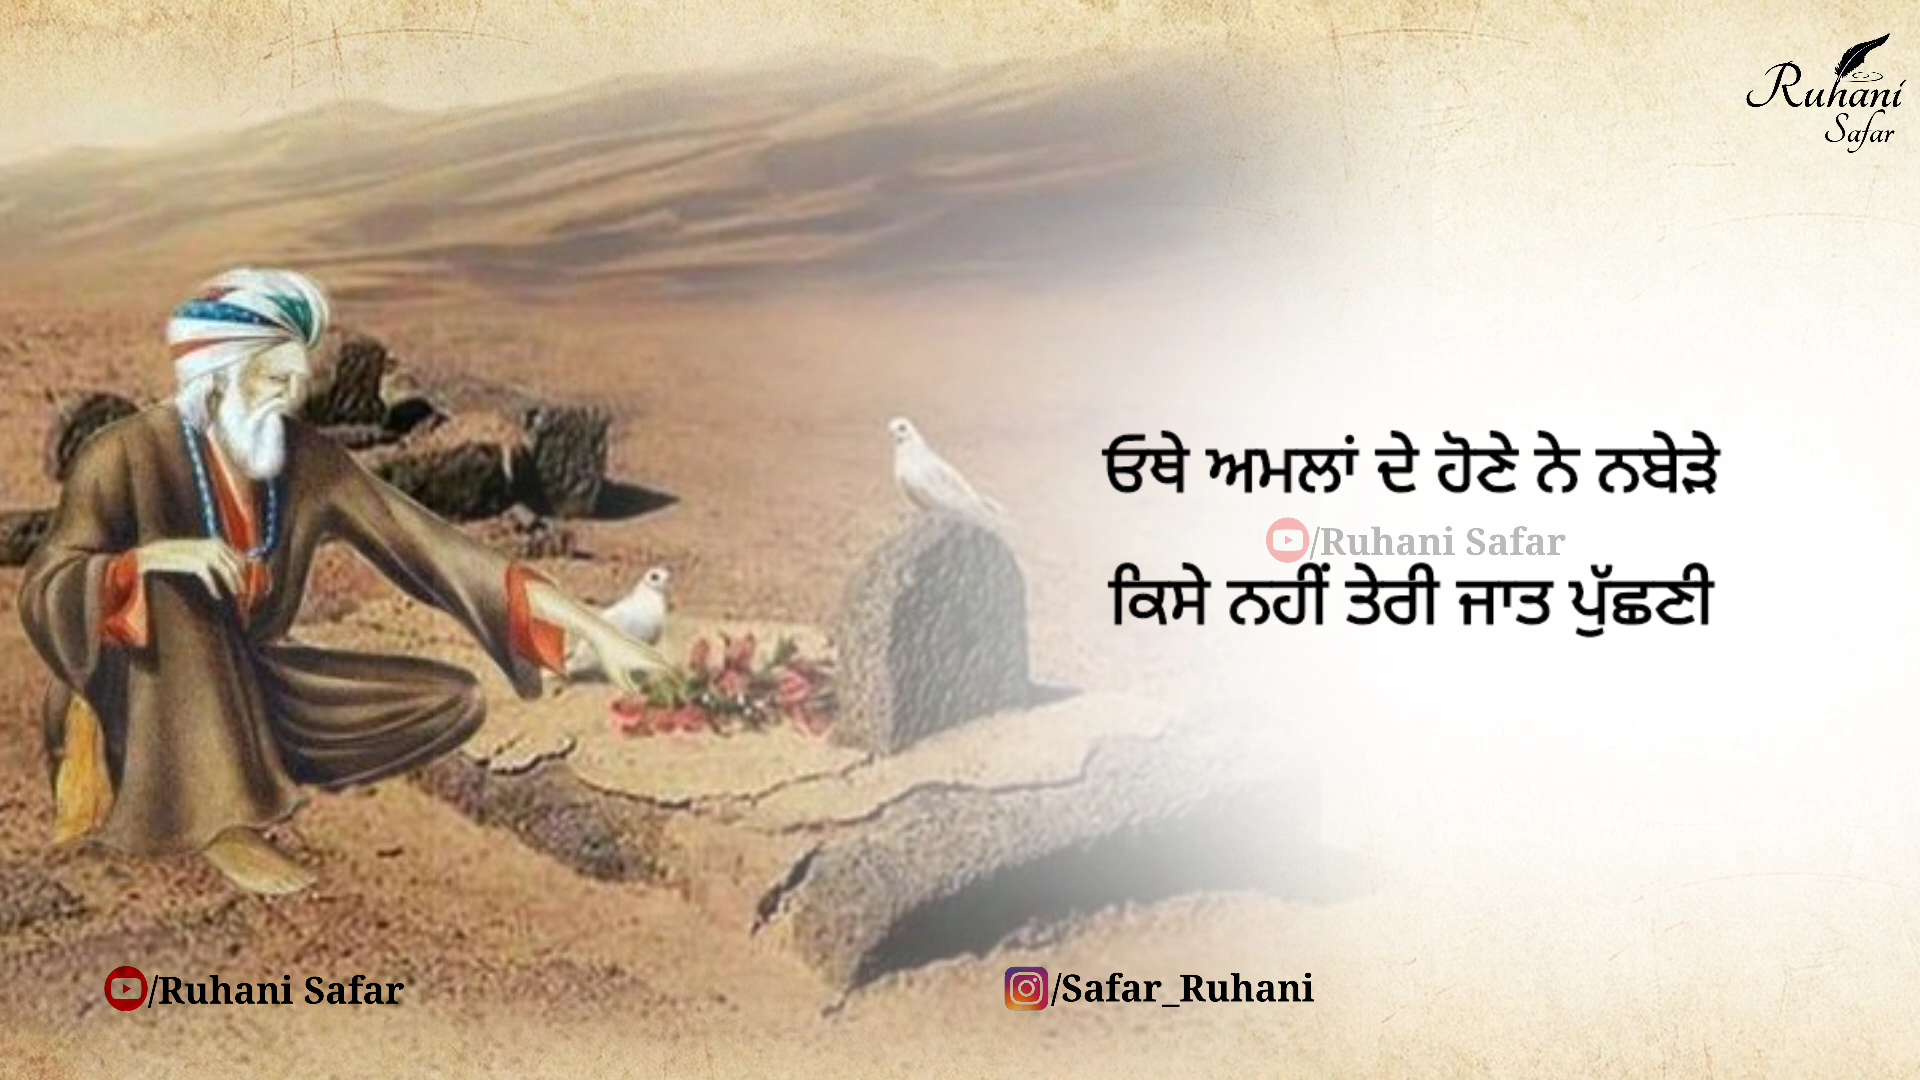 Ruhani
Safar
ਓਥੇ ਅਮਲਾਂ ਦੇ ਹੋਣੇ ਨੇ ਨਬੇੜੇ
/Ruhani Safar
ਕਿਸੇ ਨਹੀਂ ਤੇਰੀ ਜਾਤ ਪੁੱਛਣੀ
/Ruhani Safar
/Safar_Ruhani